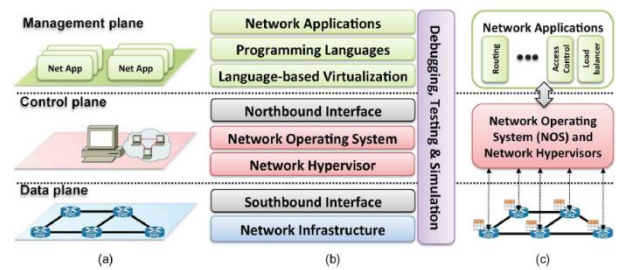 Management plane
Net App
Net App
Control plane
Data plane
(a)
Network Applications
Programming Languages
Language-based Virtualization
Northbound Interface
Network Operating System
Network Hypervisor
Southbound Interface
Network Infrastructure
Debugging, Testing & Simulation
(b)
Network Applications
Routing
Access
Control
Load
balancer
Network Operating
System (NOS) and
Network Hypervisors
(c)